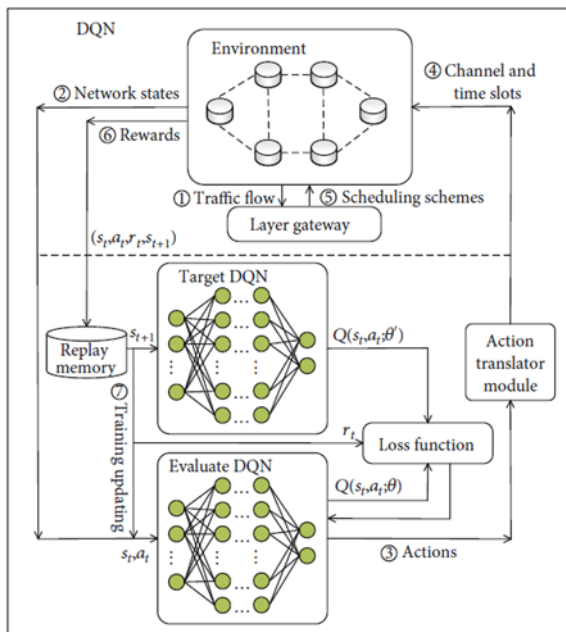 DQN
Environment
② Network states
④ Channel and
time slots
⑥ Rewards
① Traffic flow
⑤ Scheduling schemes
Layer gateway
(sₜ,aₜ,rₜ,sₜ₊₁)
Target DQN
sₜ₊₁
Q(sₜ,aₜ;θ′)
Replay
memory
Action
translator
module
⑦ Training updating
rₜ
Loss function
Evaluate DQN
Q(sₜ,aₜ;θ)
sₜ,aₜ
③ Actions